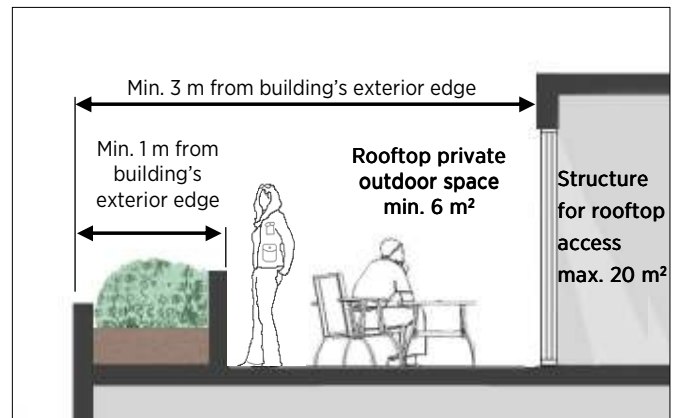 Min. 3 m from building's exterior edge
Min. 1 m from
building's
exterior edge
Rooftop private
outdoor space
min. 6 m²
Structure
for rooftop
access
max. 20 m²